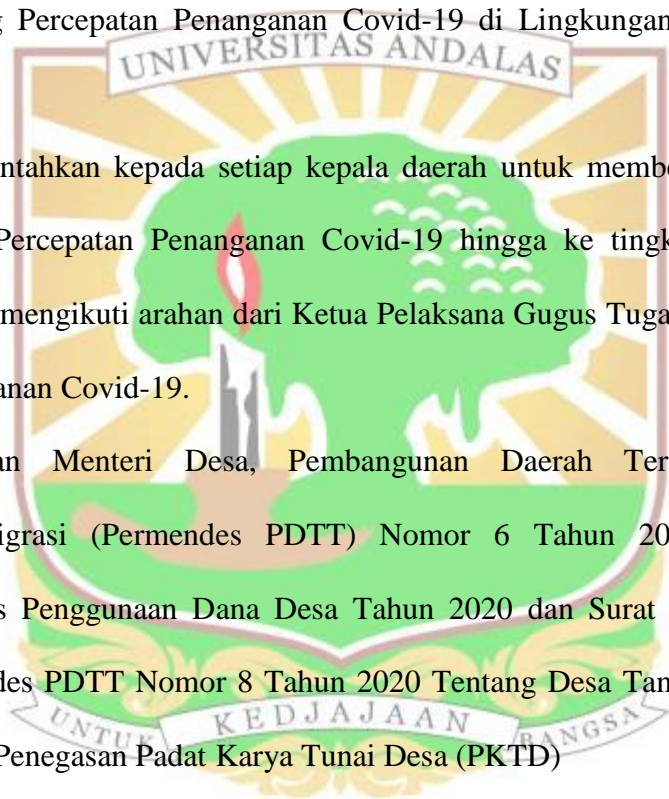 Percepatan Penanganan Covid-19 di Lingkungan
UNIVERSITAS ANDALAS
ntahkan kepada setiap kepala daerah untuk membe
Percepatan Penanganan Covid-19 hingga ke tingk
mengikuti arahan dari Ketua Pelaksana Gugus Tuga
anan Covid-19.
an Menteri Desa, Pembangunan Daerah Ter
igrasi (Permendes PDTT) Nomor 6 Tahun 20
s Penggunaan Dana Desa Tahun 2020 dan Surat
des PDTT Nomor 8 Tahun 2020 Tentang Desa Tan
UNTUK KEDJAJAAN BANGSA
Penegasan Padat Karya Tunai Desa (PKTD)